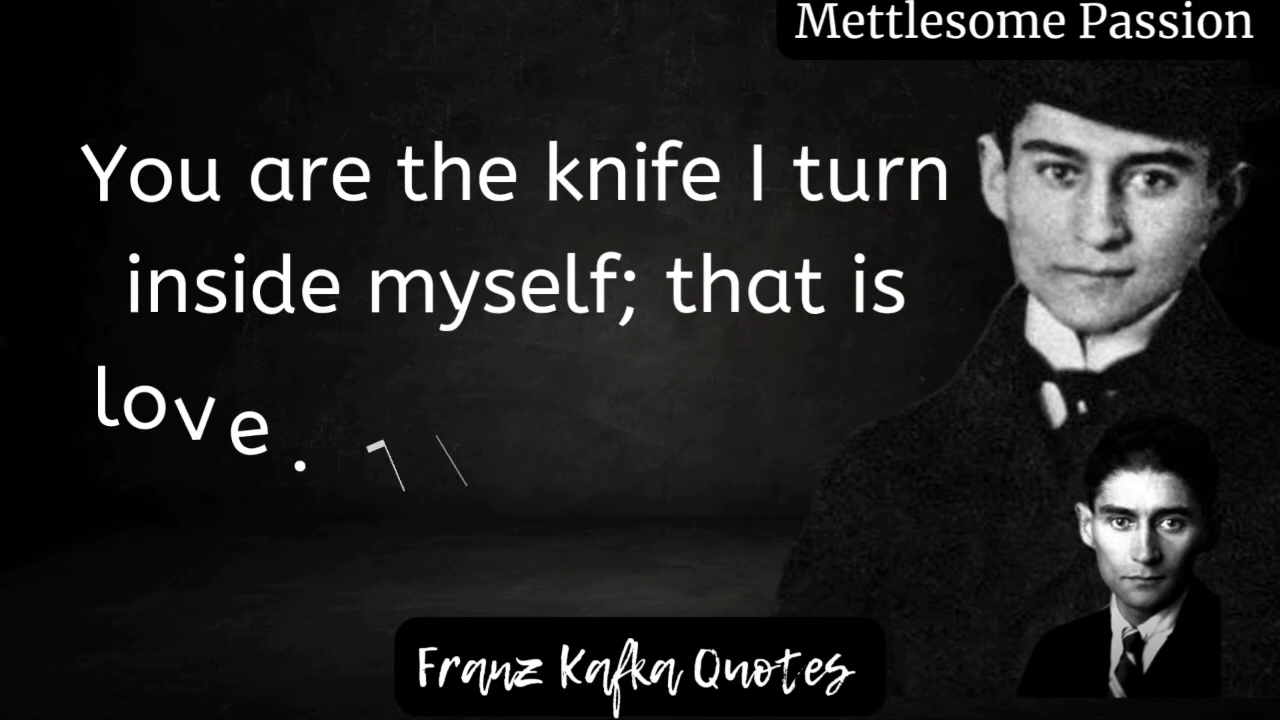 Mettlesome Passion
You are the knife I turn
inside myself; that is
love.
Franz Kafka Quotes